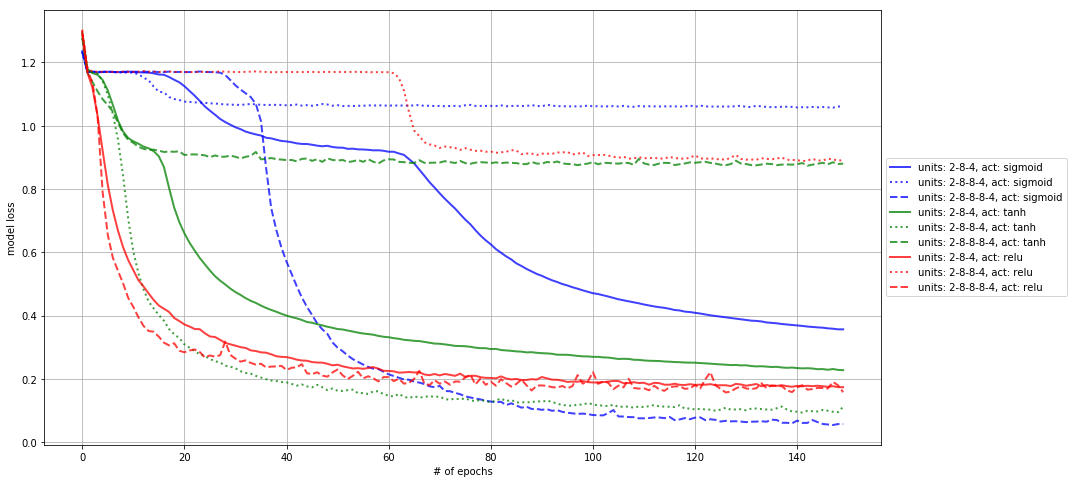 1.2
1.0
0.8
0.6
0.4
0.2
0.0
model loss
0
20
40
60
80
100
120
140
# of epochs
units: 2-8-4, act: sigmoid
units: 2-8-8-4, act: sigmoid
units: 2-8-8-8-4, act: sigmoid
units: 2-8-4, act: tanh
units: 2-8-8-4, act: tanh
units: 2-8-8-8-4, act: tanh
units: 2-8-4, act: relu
units: 2-8-8-4, act: relu
units: 2-8-8-8-4, act: relu